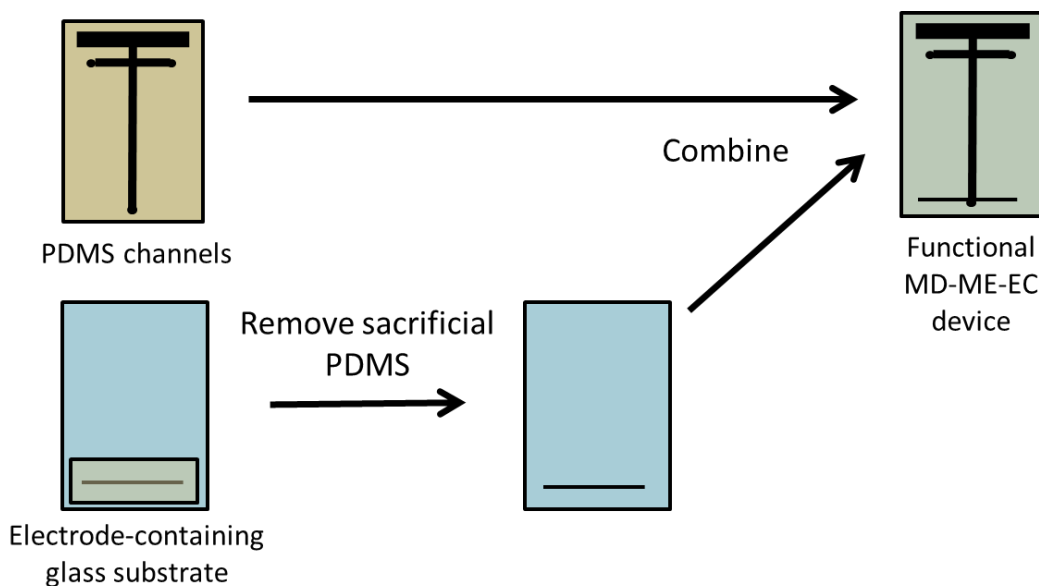 Combine
PDMS channels
Functional
MD-ME-EC
device
Remove sacrificial
PDMS
Electrode-containing
glass substrate